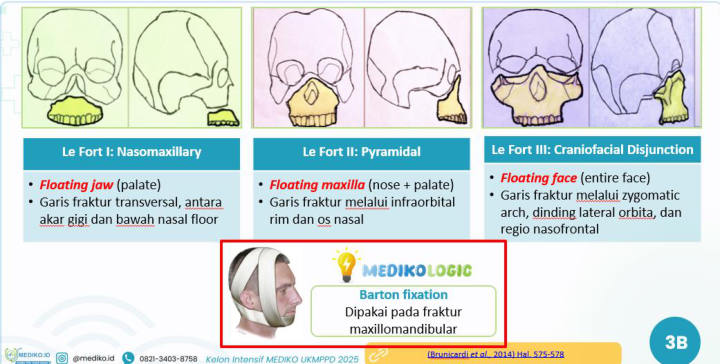 Le Fort I: Nasomaxillary
• Floating jaw (palate)
• Garis fraktur transversal, antara
akar gigi dan bawah nasal floor
Le Fort II: Pyramidal
• Floating maxilla (nose + palate)
• Garis fraktur melalui infraorbital
rim dan os nasal
Le Fort III: Craniofacial Disjunction
• Floating face (entire face)
• Garis fraktur melalui zygomatic
arch, dinding lateral orbita, dan
regio nasofrontal
MEDIKOLOGIC
Barton fixation
Dipakai pada fraktur
maxillomandibular
3B
MEDIKO.ID
@mediko.id
0821-3403-8758
Kelon Intensif MEDIKO UKMPPD 2025
(Brunicardi et al., 2014) Hal. 575-578